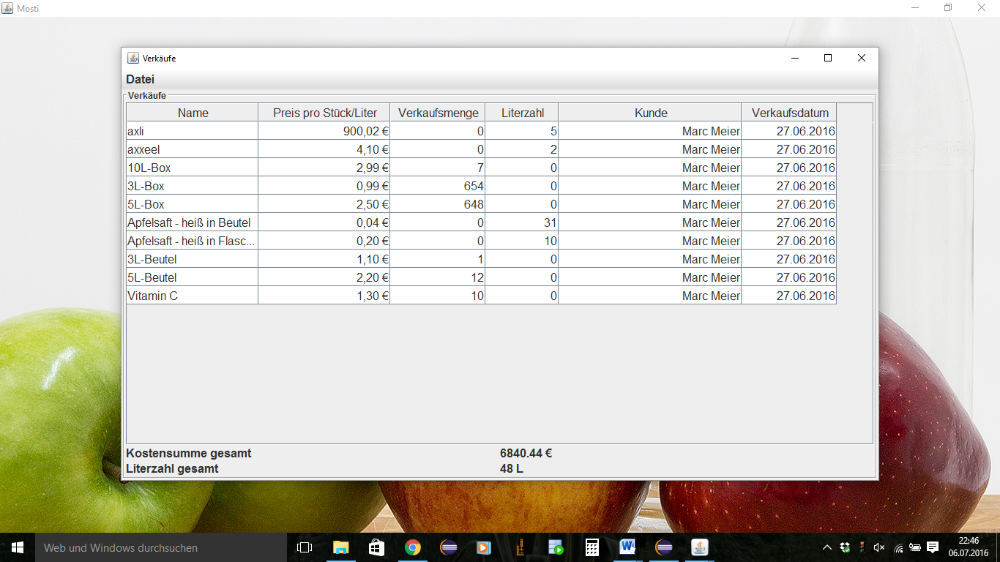 Mosti
Verkäufe
Datei
Verkäufe
Name Preis pro Stück/Liter Verkaufsmenge Literzahl Kunde Verkaufsdatum
axli 900,02 € 0 5 Marc Meier 27.06.2016
axxeel 4,10 € 0 2 Marc Meier 27.06.2016
10L-Box 2,99 € 7 0 Marc Meier 27.06.2016
3L-Box 0,99 € 654 0 Marc Meier 27.06.2016
5L-Box 2,50 € 648 0 Marc Meier 27.06.2016
Apfelsaft - heiß in Beutel 0,04 € 0 31 Marc Meier 27.06.2016
Apfelsaft - heiß in Flasc... 0,20 € 0 10 Marc Meier 27.06.2016
3L-Beutel 1,10 € 1 0 Marc Meier 27.06.2016
5L-Beutel 2,20 € 12 0 Marc Meier 27.06.2016
Vitamin C 1,30 € 10 0 Marc Meier 27.06.2016
Kostensumme gesamt 6840.44 €
Literzahl gesamt 48 L
Web und Windows durchsuchen
22:46
06.07.2016